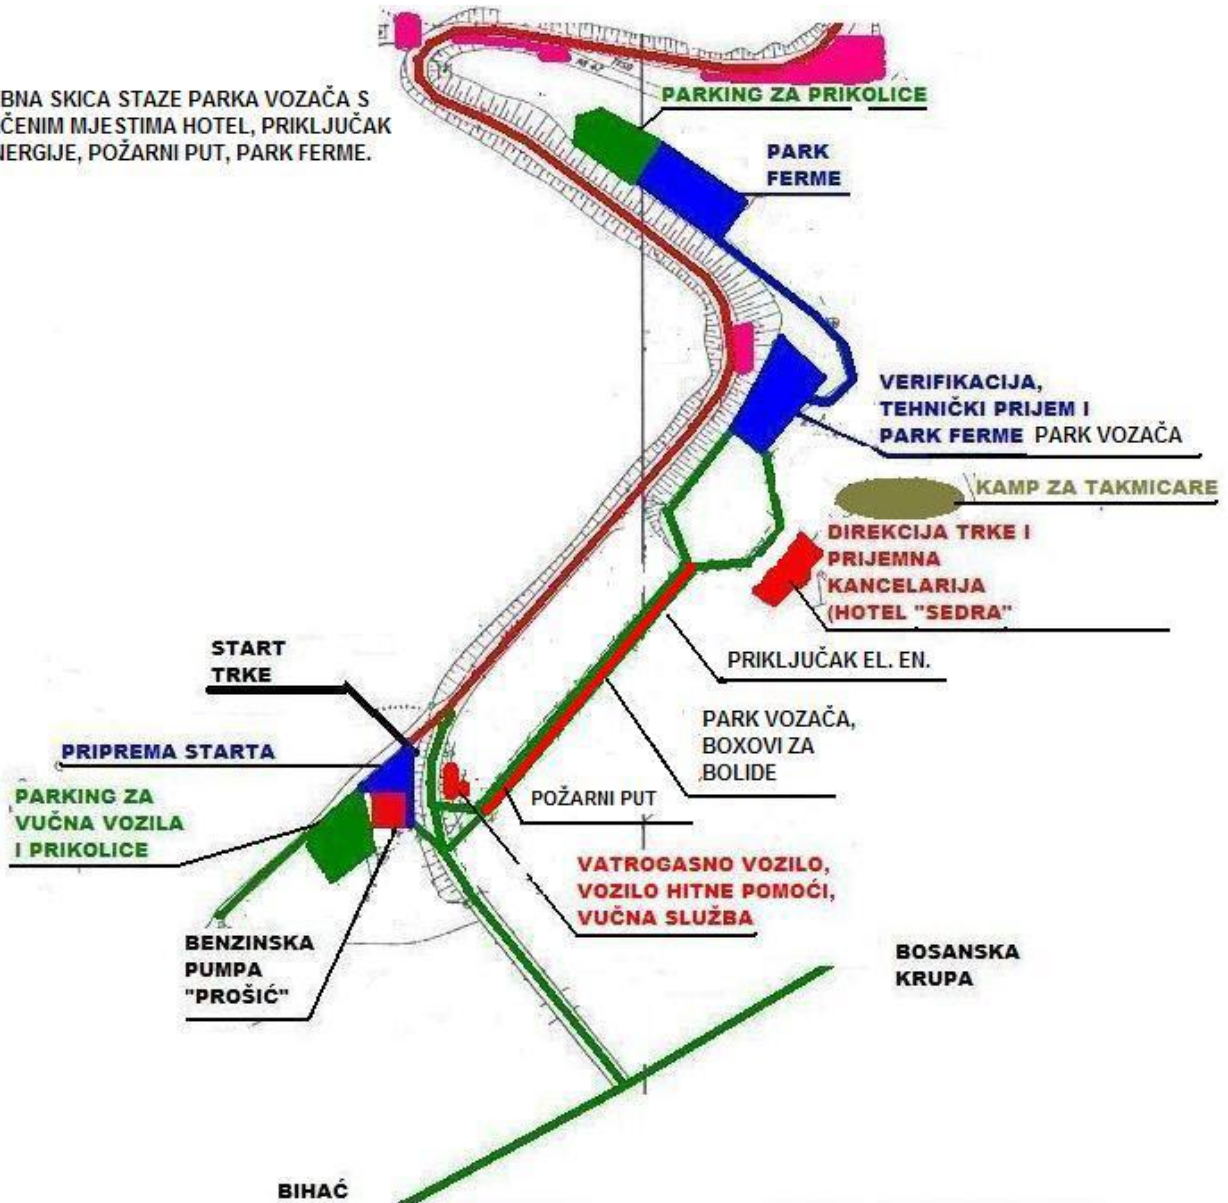 BNA SKICA STAZE PARKA VOZAČA S
ČENIM MJESTIMA HOTEL, PRIKLJUČAK
NERGIJE, POŽARNI PUT, PARK FERME.
PARKING ZA PRIKOLICE
PARK
FERME
VERIFIKACIJA,
TEHNIČKI PRIJEM I
PARK FERME PARK VOZAČA
KAMP ZA TAKMICARE
DIREKCIJA TRKE I
PRIJEMNA
KANCELARIJA
(HOTEL "SEDRA"
PRIKLJUČAK EL. EN.
START
TRKE
PARK VOZAČA,
BOXOVI ZA
BOLIDE
PRIPREMA STARTA
PARKING ZA
VUČNA VOZILA
I PRIKOLICE
POŽARNI PUT
VATROGASNO VOZILO,
VOZILO HITNE POMOĆI,
VUČNA SLUŽBA
BENZINSKA
PUMPA
"PROŠIĆ"
BOSANSKA
KRUPA
BIHAĆ